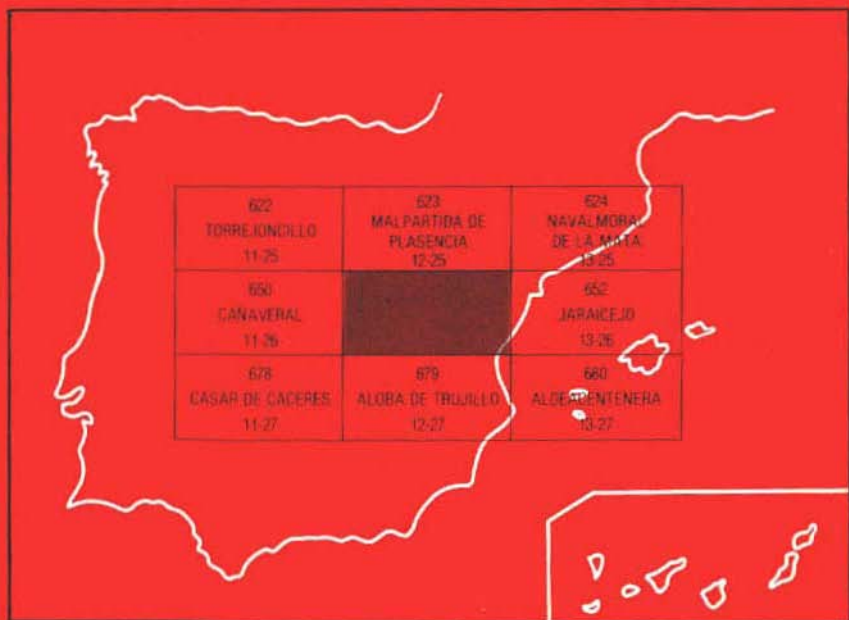 622
TORREJONCILLO
11-25
623
MALPARTIDA DE
PLASENCIA
12-25
624
NAVALMORAL
DE LA MATA
13-25
650
CAÑAVERAL
11-26
652
JARAICEJO
13-26
678
CASAR DE CACERES
11-27
679
ALOBA DE TRUJILLO
12-27
680
ALDEACENTENERA
13-27